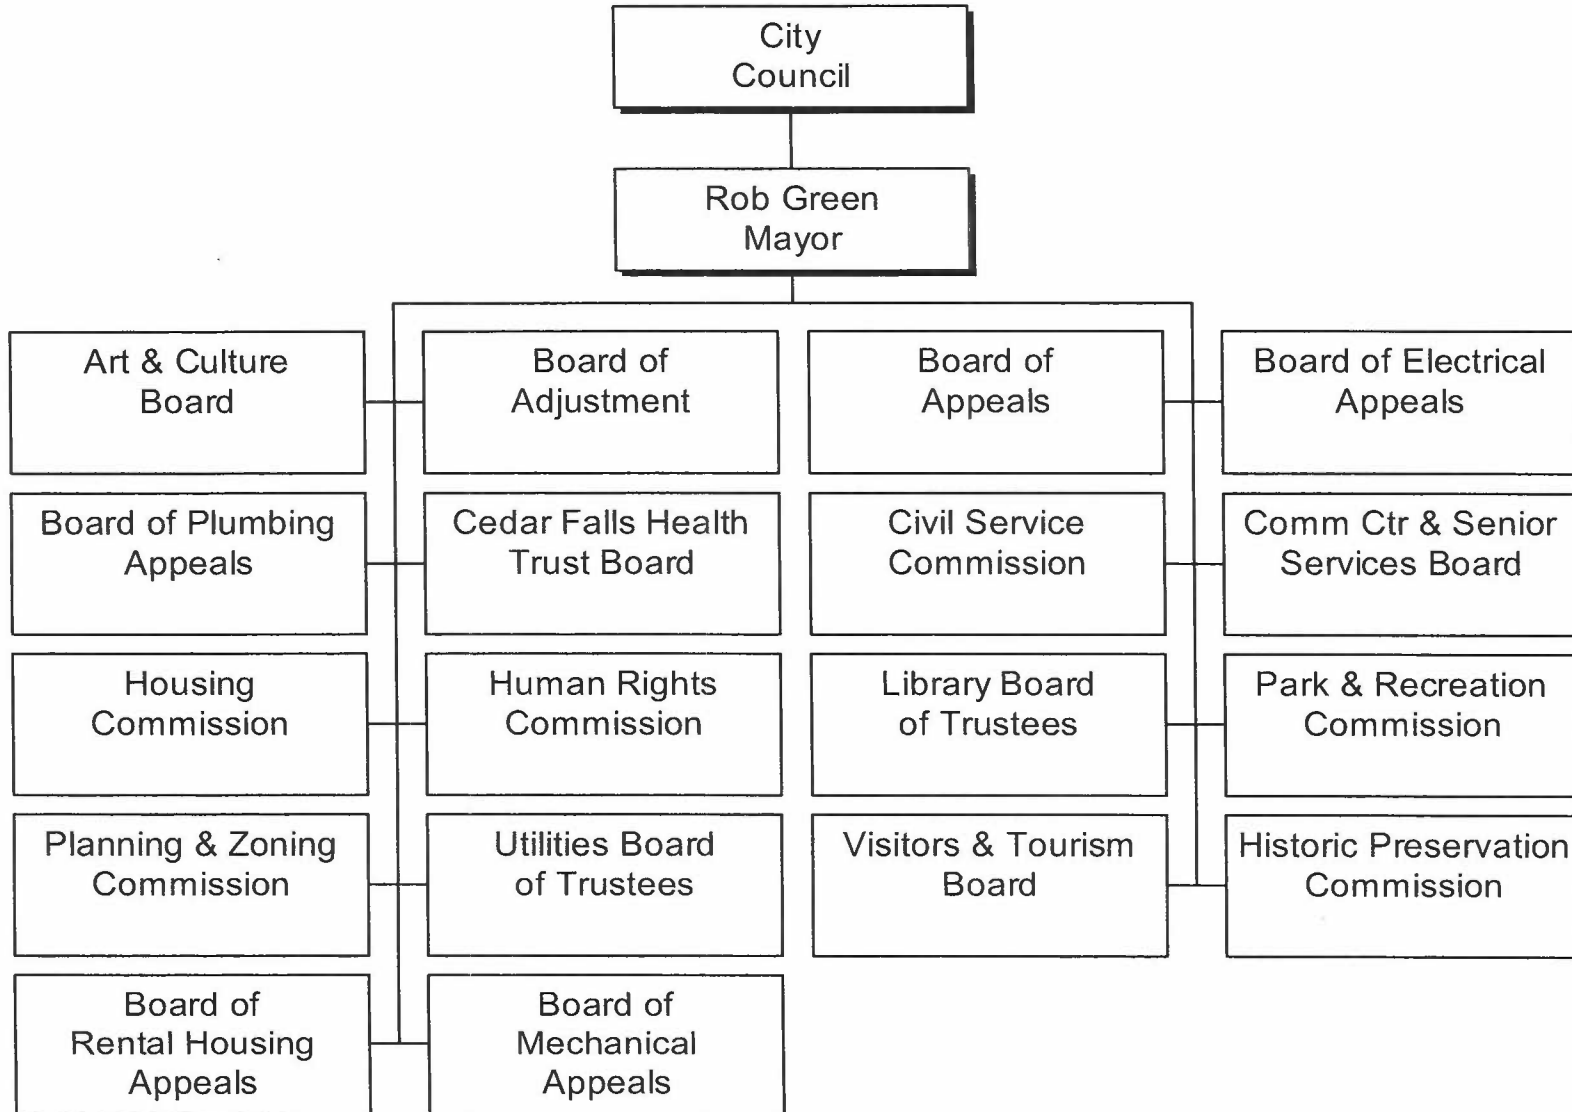 City
Council
Rob Green
Mayor
Art & Culture
Board
Board of
Adjustment
Board of
Appeals
Board of Electrical
Appeals
Board of Plumbing
Appeals
Cedar Falls Health
Trust Board
Civil Service
Commission
Comm Ctr & Senior
Services Board
Housing
Commission
Human Rights
Commission
Library Board
of Trustees
Park & Recreation
Commission
Planning & Zoning
Commission
Utilities Board
of Trustees
Visitors & Tourism
Board
Historic Preservation
Commission
Board of
Rental Housing
Appeals
Board of
Mechanical
Appeals